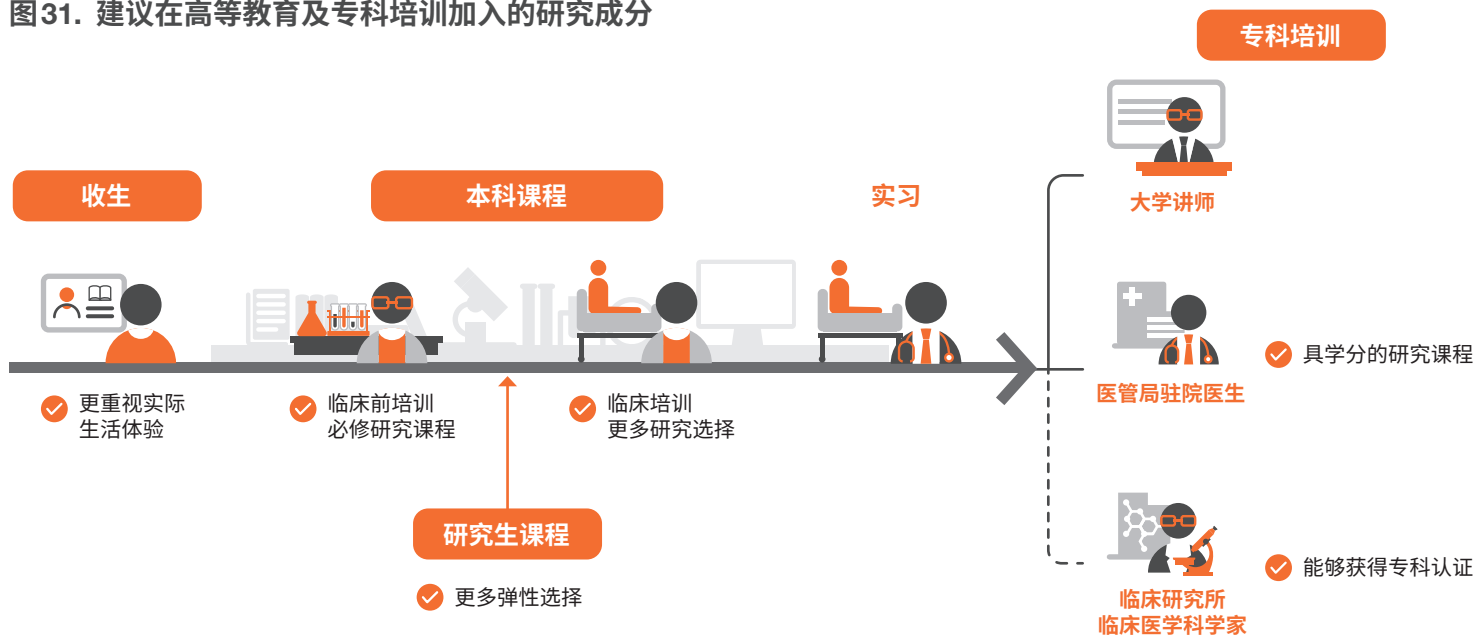 图31. 建议在高等教育及专科培训加入的研究成分
专科培训
大学讲师
收生
本科课程
实习
更重视实际
生活体验
临床前培训
必修研究课程
临床培训
更多研究选择
医管局驻院医生
具学分的研究课程
研究生课程
更多弹性选择
临床研究所
临床医学科学家
能够获得专科认证